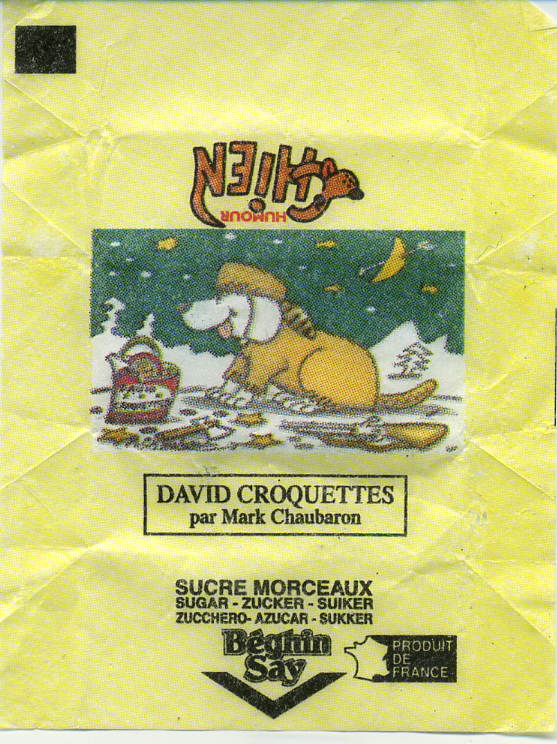 HUMOUR
CHIEN
DAVID CROQUETTES
par Mark Chaubaron
SUCRE MORCEAUX
SUGAR - ZUCKER - SUIKER
ZUCCHERO- AZUCAR - SUKKER
Béghin
Say
PRODUIT
DE
FRANCE